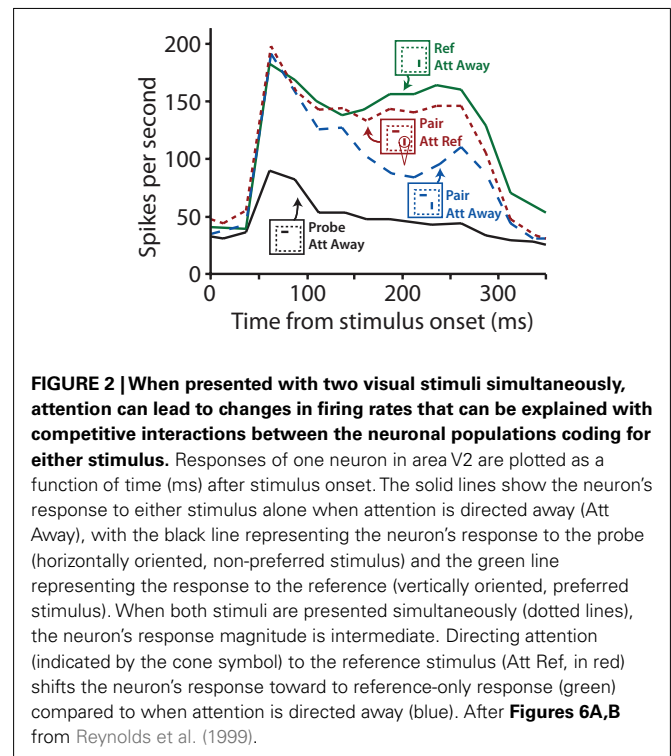 200
150
100
50
0
Spikes per second
Ref
Att Away
Pair
Att Ref
Pair
Att Away
Probe
Att Away
0 100 200 300
Time from stimulus onset (ms)
FIGURE 2 | When presented with two visual stimuli simultaneously,
attention can lead to changes in firing rates that can be explained with
competitive interactions between the neuronal populations coding for
either stimulus. Responses of one neuron in area V2 are plotted as a
function of time (ms) after stimulus onset. The solid lines show the neuron's
response to either stimulus alone when attention is directed away (Att
Away), with the black line representing the neuron's response to the probe
(horizontally oriented, non-preferred stimulus) and the green line
representing the response to the reference (vertically oriented, preferred
stimulus). When both stimuli are presented simultaneously (dotted lines),
the neuron's response magnitude is intermediate. Directing attention
(indicated by the cone symbol) to the reference stimulus (Att Ref, in red)
shifts the neuron's response toward to reference-only response (green)
compared to when attention is directed away (blue). After Figures 6A,B
from Reynolds et al. (1999).